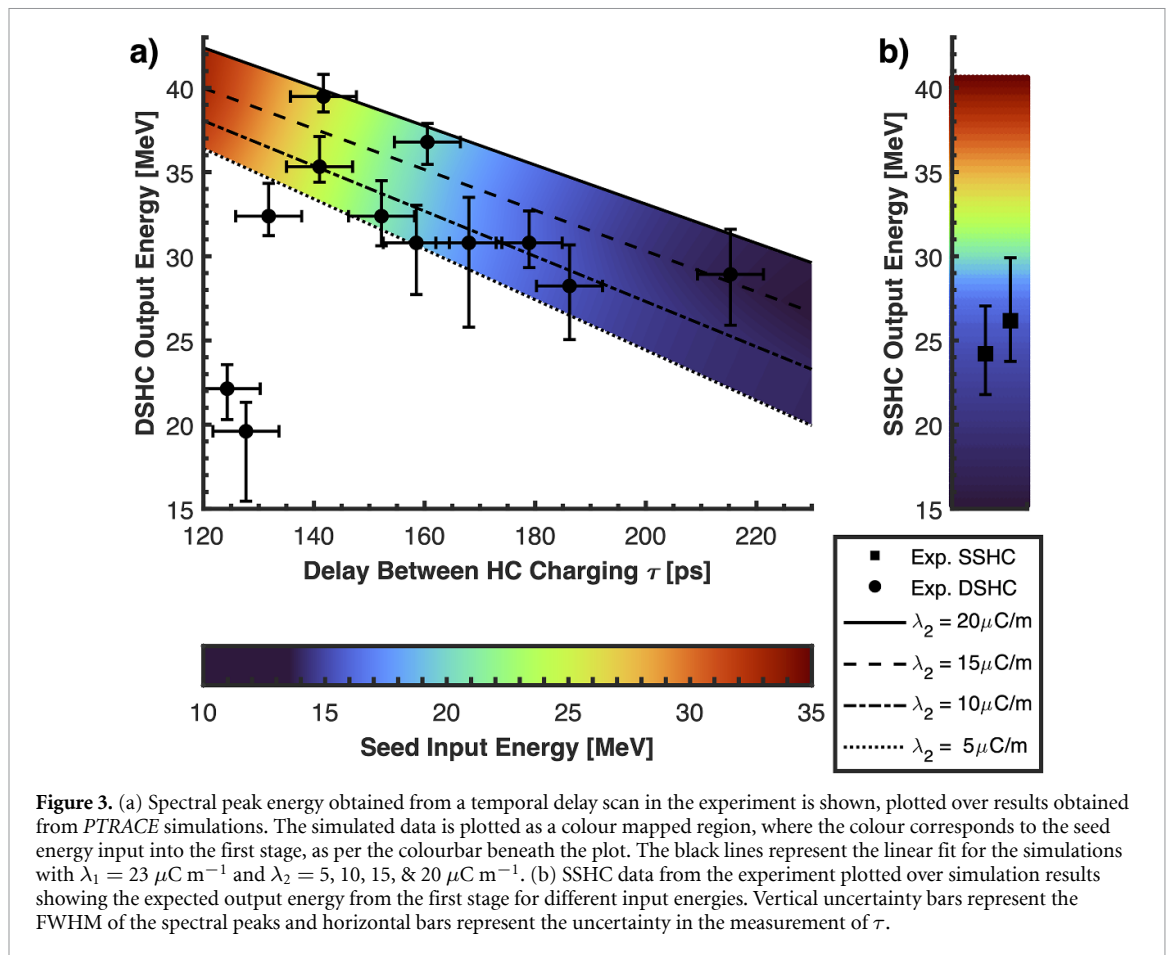 a)
b)
40
35
30
25
20
15
DSHC Output Energy [MeV]
120 140 160 180 200 220
Delay Between HC Charging τ [ps]
40
35
30
25
20
15
SSHC Output Energy [MeV]
Exp. SSHC
Exp. DSHC
λ₂ = 20μC/m
λ₂ = 15μC/m
λ₂ = 10μC/m
λ₂ = 5μC/m
10 15 20 25 30 35
Seed Input Energy [MeV]
Figure 3. (a) Spectral peak energy obtained from a temporal delay scan in the experiment is shown, plotted over results obtained
from PTRACE simulations. The simulated data is plotted as a colour mapped region, where the colour corresponds to the seed
energy input into the first stage, as per the colourbar beneath the plot. The black lines represent the linear fit for the simulations
with λ₁ = 23 μC m⁻¹ and λ₂ = 5, 10, 15, & 20 μC m⁻¹. (b) SSHC data from the experiment plotted over simulation results
showing the expected output energy from the first stage for different input energies. Vertical uncertainty bars represent the
FWHM of the spectral peaks and horizontal bars represent the uncertainty in the measurement of τ.